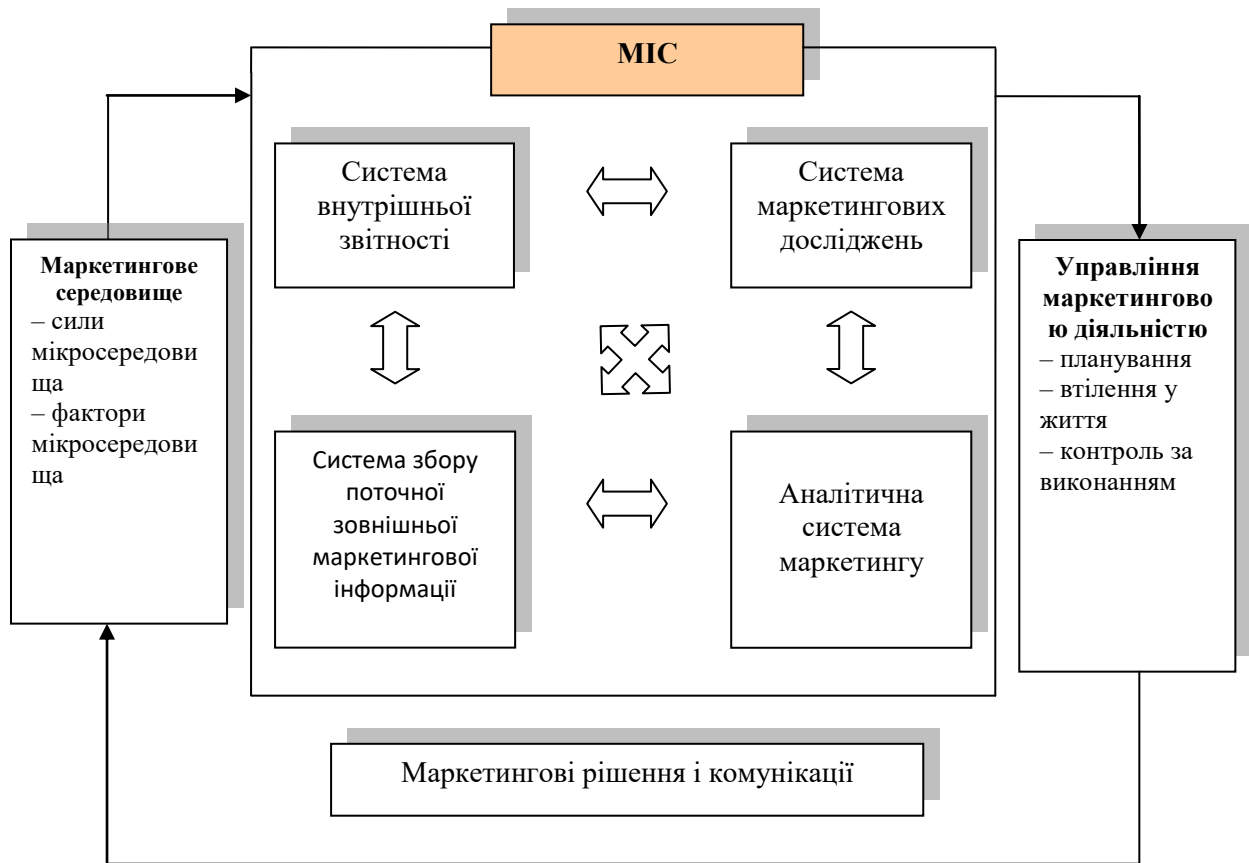 МІС
Система
внутрішньої
звітності
Система
маркетингових
досліджень
Маркетингове
середовище
– сили
мікросередови
ща
– фактори
мікросередови
ща
Управління
маркетингово
ю діяльністю
– планування
– втілення у
життя
– контроль за
виконанням
Система збору
поточної
зовнішньої
маркетингової
інформації
Аналітична
система
маркетингу
Маркетингові рішення і комунікації